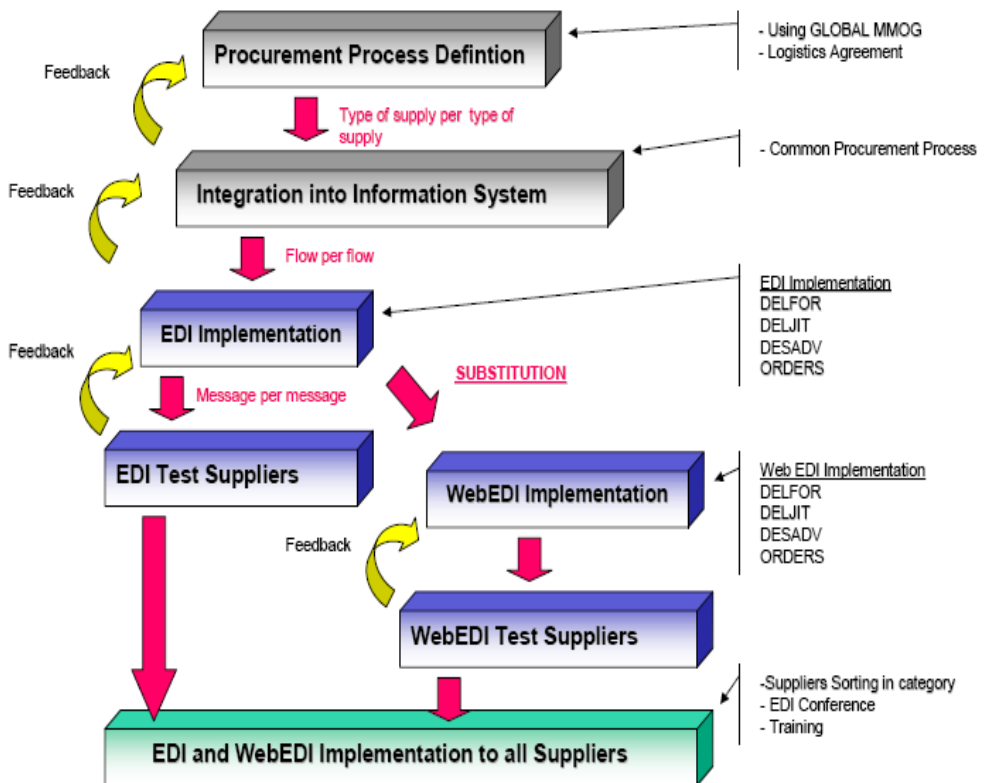 Procurement Process Defintion
- Using GLOBAL MMOG
- Logistics Agreement
Feedback
Type of supply per type of
supply
- Common Procurement Process
Feedback
Integration into Information System
Flow per flow
EDI Implementation
DELFOR
DELJIT
DESADV
ORDERS
EDI Implementation
Feedback
SUBSTITUTION
Message per message
EDI Test Suppliers
WebEDI Implementation
Web EDI Implementation
DELFOR
DELJIT
DESADV
ORDERS
Feedback
WebEDI Test Suppliers
-Suppliers Sorting in category
- EDI Conference
- Training
EDI and WebEDI Implementation to all Suppliers